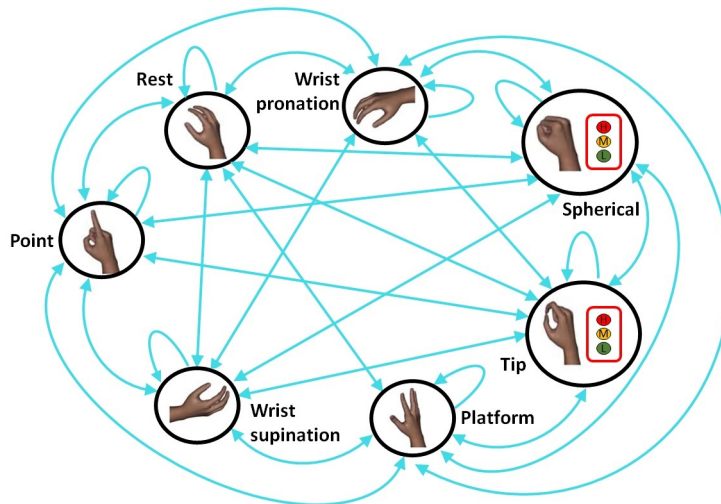 Rest
Wrist
pronation
H
M
L
Spherical
Point
H
M
L
Tip
Wrist
supination
Platform